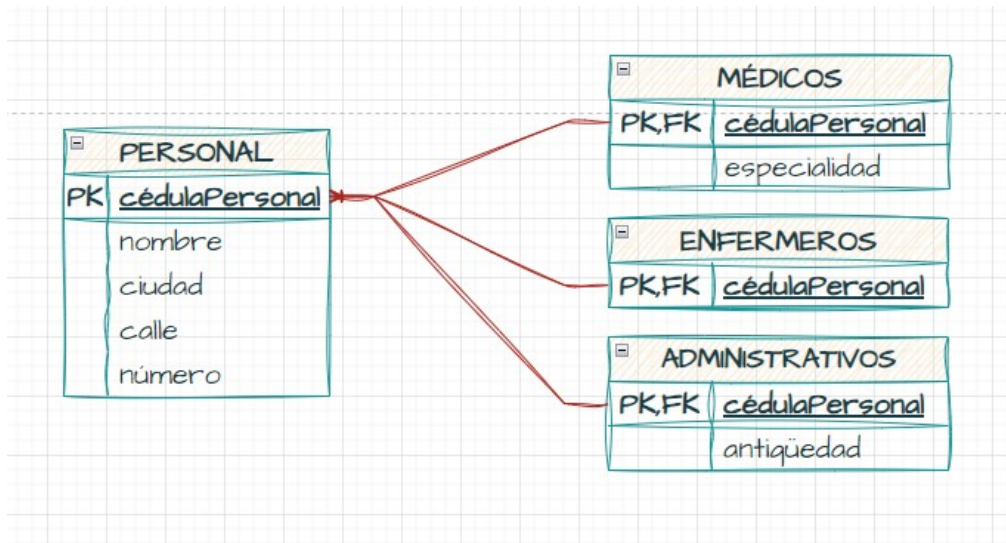 PERSONAL
PK cédulaPersonal
nombre
ciudad
calle
número
MÉDICOS
PK,FK cédulaPersonal
especialidad
ENFERMEROS
PK,FK cédulaPersonal
ADMINISTRATIVOS
PK,FK cédulaPersonal
antigüedad